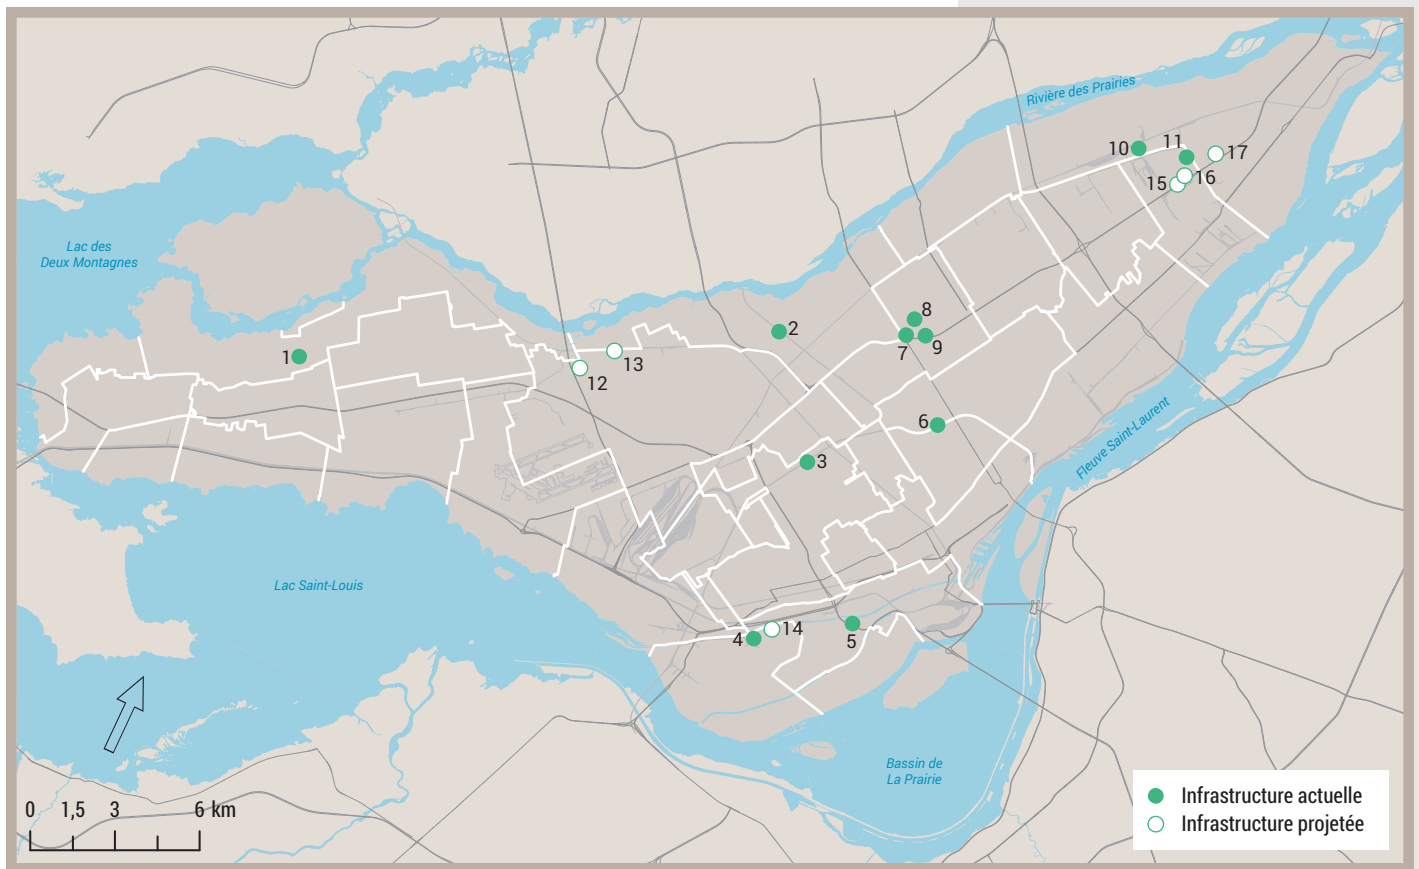 Rivière des Prairies
10
11
17
16
15
Lac des
Deux Montagnes
8
2
7
9
1
13
12
6
Fleuve Saint-Laurent
3
Lac Saint-Louis
14
4
5
Bassin de
La Prairie
0 1,5 3 6 km
Infrastructure actuelle
Infrastructure projetée